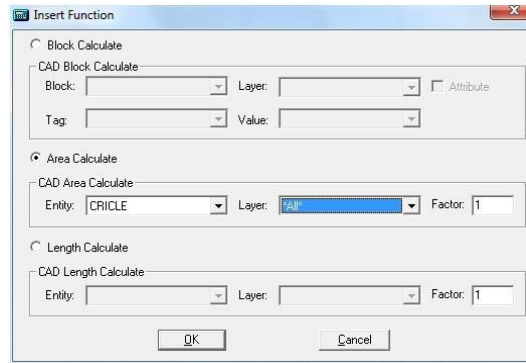 Insert Function
Block Calculate
CAD Block Calculate
Block: Layer: Attribute
Tag: Value:
Area Calculate
CAD Area Calculate
Entity: CRICLE Layer: *All* Factor: 1
Length Calculate
CAD Length Calculate
Entity: Layer: Factor: 1
OK Cancel